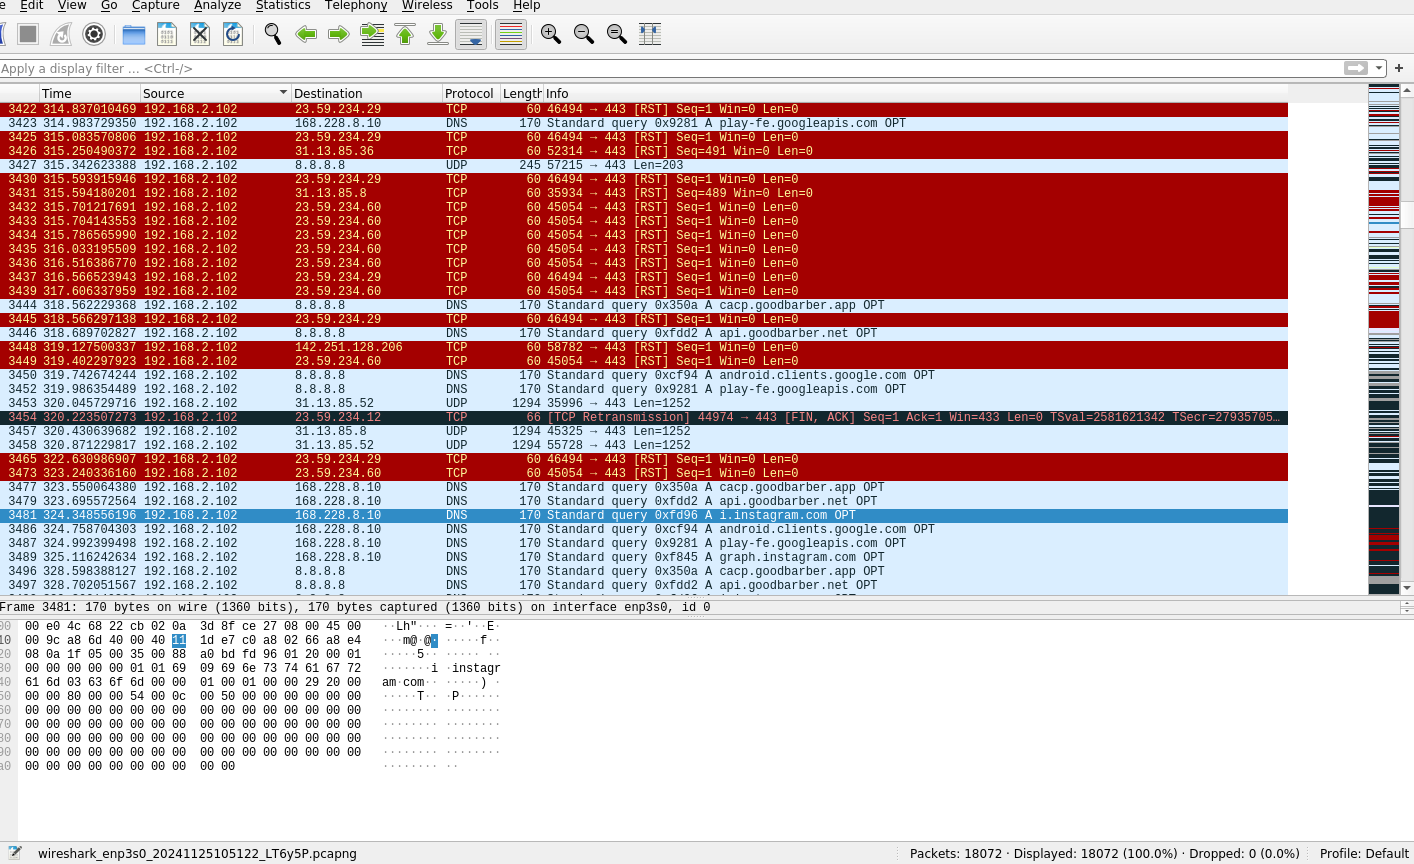 e Edit View Go Capture Analyze Statistics Telephony Wireless Tools Help
Apply a display filter … <Ctrl-/>
Time Source Destination Protocol Length Info
3422 314.837010469 192.168.2.102 23.59.234.29 TCP 60 46494 → 443 [RST] Seq=1 Win=0 Len=0
3423 314.983729350 192.168.2.102 168.228.8.10 DNS 170 Standard query 0x9281 A play-fe.googleapis.com OPT
3425 315.083570806 192.168.2.102 23.59.234.29 TCP 60 46494 → 443 [RST] Seq=1 Win=0 Len=0
3426 315.250490372 192.168.2.102 31.13.85.36 TCP 60 52314 → 443 [RST] Seq=491 Win=0 Len=0
3427 315.342623388 192.168.2.102 8.8.8.8 UDP 245 57215 → 443 Len=203
3430 315.593915946 192.168.2.102 23.59.234.29 TCP 60 46494 → 443 [RST] Seq=1 Win=0 Len=0
3431 315.594180201 192.168.2.102 31.13.85.8 TCP 60 35934 → 443 [RST] Seq=489 Win=0 Len=0
3432 315.701217691 192.168.2.102 23.59.234.60 TCP 60 45054 → 443 [RST] Seq=1 Win=0 Len=0
3433 315.704143553 192.168.2.102 23.59.234.60 TCP 60 45054 → 443 [RST] Seq=1 Win=0 Len=0
3434 315.786565990 192.168.2.102 23.59.234.60 TCP 60 45054 → 443 [RST] Seq=1 Win=0 Len=0
3435 316.033195509 192.168.2.102 23.59.234.60 TCP 60 45054 → 443 [RST] Seq=1 Win=0 Len=0
3436 316.516386770 192.168.2.102 23.59.234.60 TCP 60 45054 → 443 [RST] Seq=1 Win=0 Len=0
3437 316.566523943 192.168.2.102 23.59.234.29 TCP 60 46494 → 443 [RST] Seq=1 Win=0 Len=0
3439 317.606337959 192.168.2.102 23.59.234.60 TCP 60 45054 → 443 [RST] Seq=1 Win=0 Len=0
3444 318.562229368 192.168.2.102 8.8.8.8 DNS 170 Standard query 0x350a A cacp.goodbarber.app OPT
3445 318.566297138 192.168.2.102 23.59.234.29 TCP 60 46494 → 443 [RST] Seq=1 Win=0 Len=0
3446 318.689702827 192.168.2.102 8.8.8.8 DNS 170 Standard query 0xfdd2 A api.goodbarber.net OPT
3448 319.127500337 192.168.2.102 142.251.128.206 TCP 60 58782 → 443 [RST] Seq=1 Win=0 Len=0
3449 319.402297923 192.168.2.102 23.59.234.60 TCP 60 45054 → 443 [RST] Seq=1 Win=0 Len=0
3450 319.742674244 192.168.2.102 8.8.8.8 DNS 170 Standard query 0xcf94 A android.clients.google.com OPT
3452 319.986354489 192.168.2.102 8.8.8.8 DNS 170 Standard query 0x9281 A play-fe.googleapis.com OPT
3453 320.045729716 192.168.2.102 31.13.85.52 UDP 1294 35996 → 443 Len=1252
3454 320.223507273 192.168.2.102 23.59.234.12 TCP 66 [TCP Retransmission] 44974 → 443 [FIN, ACK] Seq=1 Ack=1 Win=433 Len=0 TSval=2581621342 TSecr=27935705…
3457 320.430639682 192.168.2.102 31.13.85.8 UDP 1294 45325 → 443 Len=1252
3458 320.871229817 192.168.2.102 31.13.85.52 UDP 1294 55728 → 443 Len=1252
3465 322.630986907 192.168.2.102 23.59.234.29 TCP 60 46494 → 443 [RST] Seq=1 Win=0 Len=0
3473 323.240336160 192.168.2.102 23.59.234.60 TCP 60 45054 → 443 [RST] Seq=1 Win=0 Len=0
3477 323.550064380 192.168.2.102 168.228.8.10 DNS 170 Standard query 0x350a A cacp.goodbarber.app OPT
3479 323.695572564 192.168.2.102 168.228.8.10 DNS 170 Standard query 0xfdd2 A api.goodbarber.net OPT
3481 324.348556196 192.168.2.102 168.228.8.10 DNS 170 Standard query 0xfd96 A i.instagram.com OPT
3486 324.758704303 192.168.2.102 168.228.8.10 DNS 170 Standard query 0xcf94 A android.clients.google.com OPT
3487 324.992399498 192.168.2.102 168.228.8.10 DNS 170 Standard query 0x9281 A play-fe.googleapis.com OPT
3489 325.116242634 192.168.2.102 168.228.8.10 DNS 170 Standard query 0xf845 A graph.instagram.com OPT
3496 328.598388127 192.168.2.102 8.8.8.8 DNS 170 Standard query 0x350a A cacp.goodbarber.app OPT
3497 328.702051567 192.168.2.102 8.8.8.8 DNS 170 Standard query 0xfdd2 A api.goodbarber.net OPT
Frame 3481: 170 bytes on wire (1360 bits), 170 bytes captured (1360 bits) on interface enp3s0, id 0
00 00 e0 4c 68 22 cb 02 0a 3d 8f ce 27 08 00 45 00 ··Lh"··· =··'··E·
10 00 9c a8 6d 40 00 40 11 1d e7 c0 a8 02 66 a8 e4 ···m@·@· ·····f··
20 08 0a 1f 05 00 35 00 88 a0 bd fd 96 01 20 00 01 ·····5·· ····· ··
30 00 00 00 00 00 01 01 69 09 69 6e 73 74 61 67 72 ·······i ·instagr
40 61 6d 03 63 6f 6d 00 00 01 00 01 00 00 29 20 00 am·com·· ·····) ·
50 00 00 80 00 00 54 00 0c 00 50 00 00 00 00 00 00 ·····T·· ·P······
60 00 00 00 00 00 00 00 00 00 00 00 00 00 00 00 00 ········ ········
70 00 00 00 00 00 00 00 00 00 00 00 00 00 00 00 00 ········ ········
80 00 00 00 00 00 00 00 00 00 00 00 00 00 00 00 00 ········ ········
90 00 00 00 00 00 00 00 00 00 00 00 00 00 00 00 00 ········ ········
a0 00 00 00 00 00 00 00 00 00 00 ········ ··
wireshark_enp3s0_20241125105122_LT6y5P.pcapng Packets: 18072 · Displayed: 18072 (100.0%) · Dropped: 0 (0.0%) Profile: Default